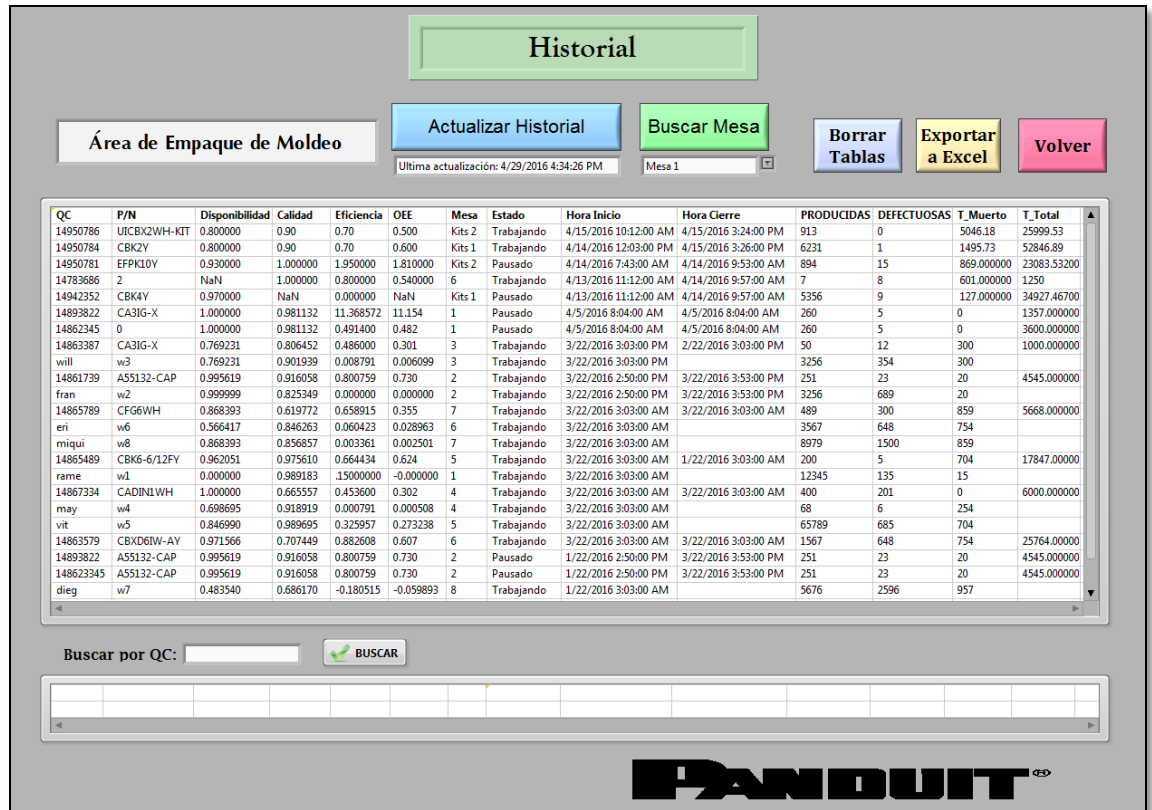 Historial
Área de Empaque de Moldeo
Actualizar Historial
Buscar Mesa
Borrar Tablas
Exportar a Excel
Volver
Ultima actualización: 4/29/2016 4:34:26 PM
Mesa 1
QC P/N Disponibilidad Calidad Eficiencia OEE Mesa Estado Hora Inicio Hora Cierre PRODUCIDAS DEFECTUOSAS T_Muerto T_Total
14950786 UICBX2WH-KIT 0.800000 0.90 0.70 0.500 Kits 2 Trabajando 4/15/2016 10:12:00 AM 4/15/2016 3:24:00 PM 913 0 5046.18 25999.53
14950784 CBK2Y 0.800000 0.90 0.70 0.600 Kits 1 Trabajando 4/14/2016 12:03:00 PM 4/15/2016 3:26:00 PM 6231 1 1495.73 52846.89
14950781 EFPK10Y 0.930000 1.000000 1.950000 1.810000 Kits 2 Pausado 4/14/2016 7:43:00 AM 4/14/2016 9:53:00 AM 894 15 869.000000 23083.53200
14783686 2 NaN 1.000000 0.800000 0.540000 6 Trabajando 4/13/2016 11:12:00 AM 4/14/2016 9:57:00 AM 7 8 601.000000 1250
14942352 CBK4Y 0.970000 NaN 0.000000 NaN Kits 1 Pausado 4/13/2016 11:12:00 AM 4/14/2016 9:57:00 AM 5356 9 127.000000 34927.46700
14893822 CA3IG-X 1.000000 0.981132 11.368572 11.154 1 Pausado 4/5/2016 8:04:00 AM 4/5/2016 8:04:00 AM 260 5 0 1357.000000
14862345 0 1.000000 0.981132 0.491400 0.482 1 Pausado 4/5/2016 8:04:00 AM 4/5/2016 8:04:00 AM 260 5 0 3600.000000
14863387 CA3IG-X 0.769231 0.806452 0.486000 0.301 3 Trabajando 3/22/2016 3:03:00 PM 2/22/2016 3:03:00 PM 50 12 300 1000.000000
will w3 0.769231 0.901939 0.008791 0.006099 3 Trabajando 3/22/2016 3:03:00 PM 3256 354 300
14861739 A55132-CAP 0.995619 0.916058 0.800759 0.730 2 Trabajando 3/22/2016 2:50:00 PM 3/22/2016 3:53:00 PM 251 23 20 4545.000000
fran w2 0.999999 0.825349 0.000000 0.000000 2 Trabajando 3/22/2016 2:50:00 PM 3/22/2016 3:53:00 PM 3256 689 20
14865789 CFG6WH 0.868393 0.619772 0.658915 0.355 7 Trabajando 3/22/2016 3:03:00 AM 3/22/2016 3:03:00 AM 489 300 859 5668.000000
eri w6 0.566417 0.846263 0.060423 0.028963 6 Trabajando 3/22/2016 3:03:00 AM 3567 648 754
miqui w8 0.868393 0.856857 0.003361 0.002501 7 Trabajando 3/22/2016 3:03:00 AM 8979 1500 859
14865489 CBK6-6/12FY 0.962051 0.975610 0.664434 0.624 5 Trabajando 3/22/2016 3:03:00 AM 1/22/2016 3:03:00 AM 200 5 704 17847.00000
rame w1 0.000000 0.989183 .15000000 -0.000000 1 Trabajando 3/22/2016 3:03:00 AM 12345 135 15
14867334 CADIN1WH 1.000000 0.665557 0.453600 0.302 4 Trabajando 3/22/2016 3:03:00 AM 3/22/2016 3:03:00 AM 400 201 0 6000.000000
may w4 0.698695 0.918919 0.000791 0.000508 4 Trabajando 3/22/2016 3:03:00 AM 68 6 254
vit w5 0.846990 0.989695 0.325957 0.273238 5 Trabajando 3/22/2016 3:03:00 AM 65789 685 704
14863579 CBXD6IW-AY 0.971566 0.707449 0.882608 0.607 6 Trabajando 3/22/2016 3:03:00 AM 3/22/2016 3:03:00 AM 1567 648 754 25764.00000
14893822 A55132-CAP 0.995619 0.916058 0.800759 0.730 2 Pausado 1/22/2016 2:50:00 PM 3/22/2016 3:53:00 PM 251 23 20 4545.000000
148623345 A55132-CAP 0.995619 0.916058 0.800759 0.730 2 Pausado 1/22/2016 2:50:00 PM 3/22/2016 3:53:00 PM 251 23 20 4545.000000
dieg w7 0.483540 0.686170 -0.180515 -0.059893 8 Trabajando 1/22/2016 3:03:00 AM 5676 2596 957
Buscar por QC:
BUSCAR
PANDUIT®